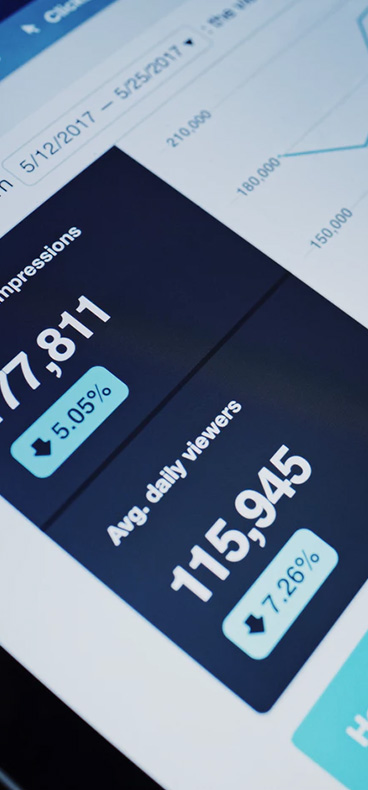 5/12/2017 — 5/25/2017
210,000
180,000
150,000
mpressions
77,811
5.05%
Avg. daily viewers
115,945
7.26%